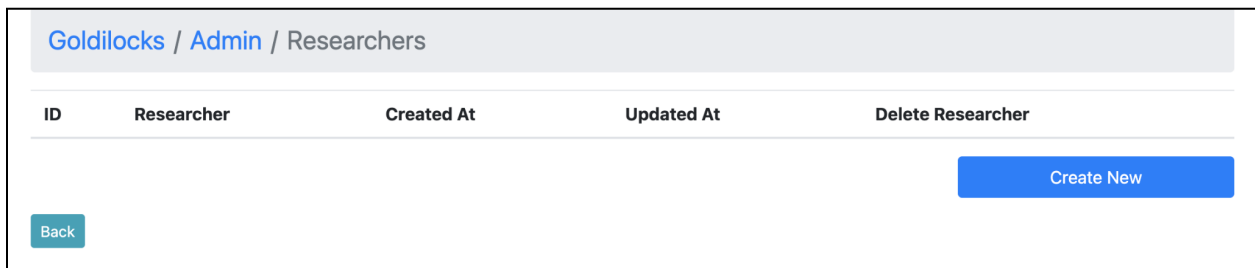 Goldilocks / Admin / Researchers
ID Researcher Created At Updated At Delete Researcher
Create New
Back